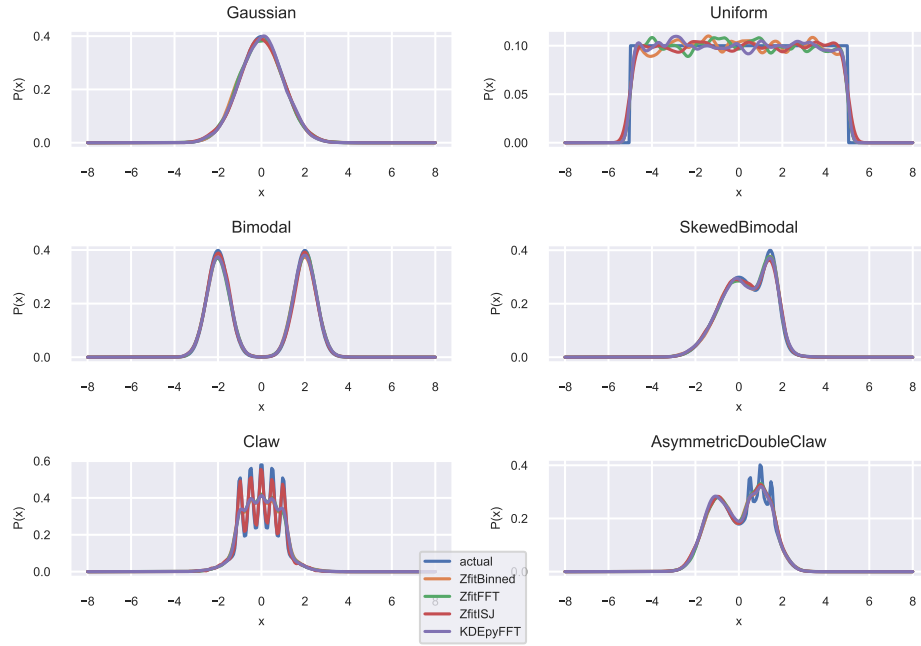 Gaussian
0.4
0.2
0.0
P(x)
−8 −6 −4 −2 0 2 4 6 8
x
Uniform
0.10
0.05
0.00
P(x)
−8 −6 −4 −2 0 2 4 6 8
x
Bimodal
0.4
0.2
0.0
P(x)
−8 −6 −4 −2 0 2 4 6 8
x
SkewedBimodal
0.4
0.2
0.0
P(x)
−8 −6 −4 −2 0 2 4 6 8
x
Claw
0.6
0.4
0.2
0.0
P(x)
−8 −6 −4 −2 0 2 4 6 8
x
AsymmetricDoubleClaw
0.4
0.2
0.0
P(x)
−8 −6 −4 −2 0 2 4 6 8
x
actual
ZfitBinned
ZfitFFT
ZfitISJ
KDEpyFFT